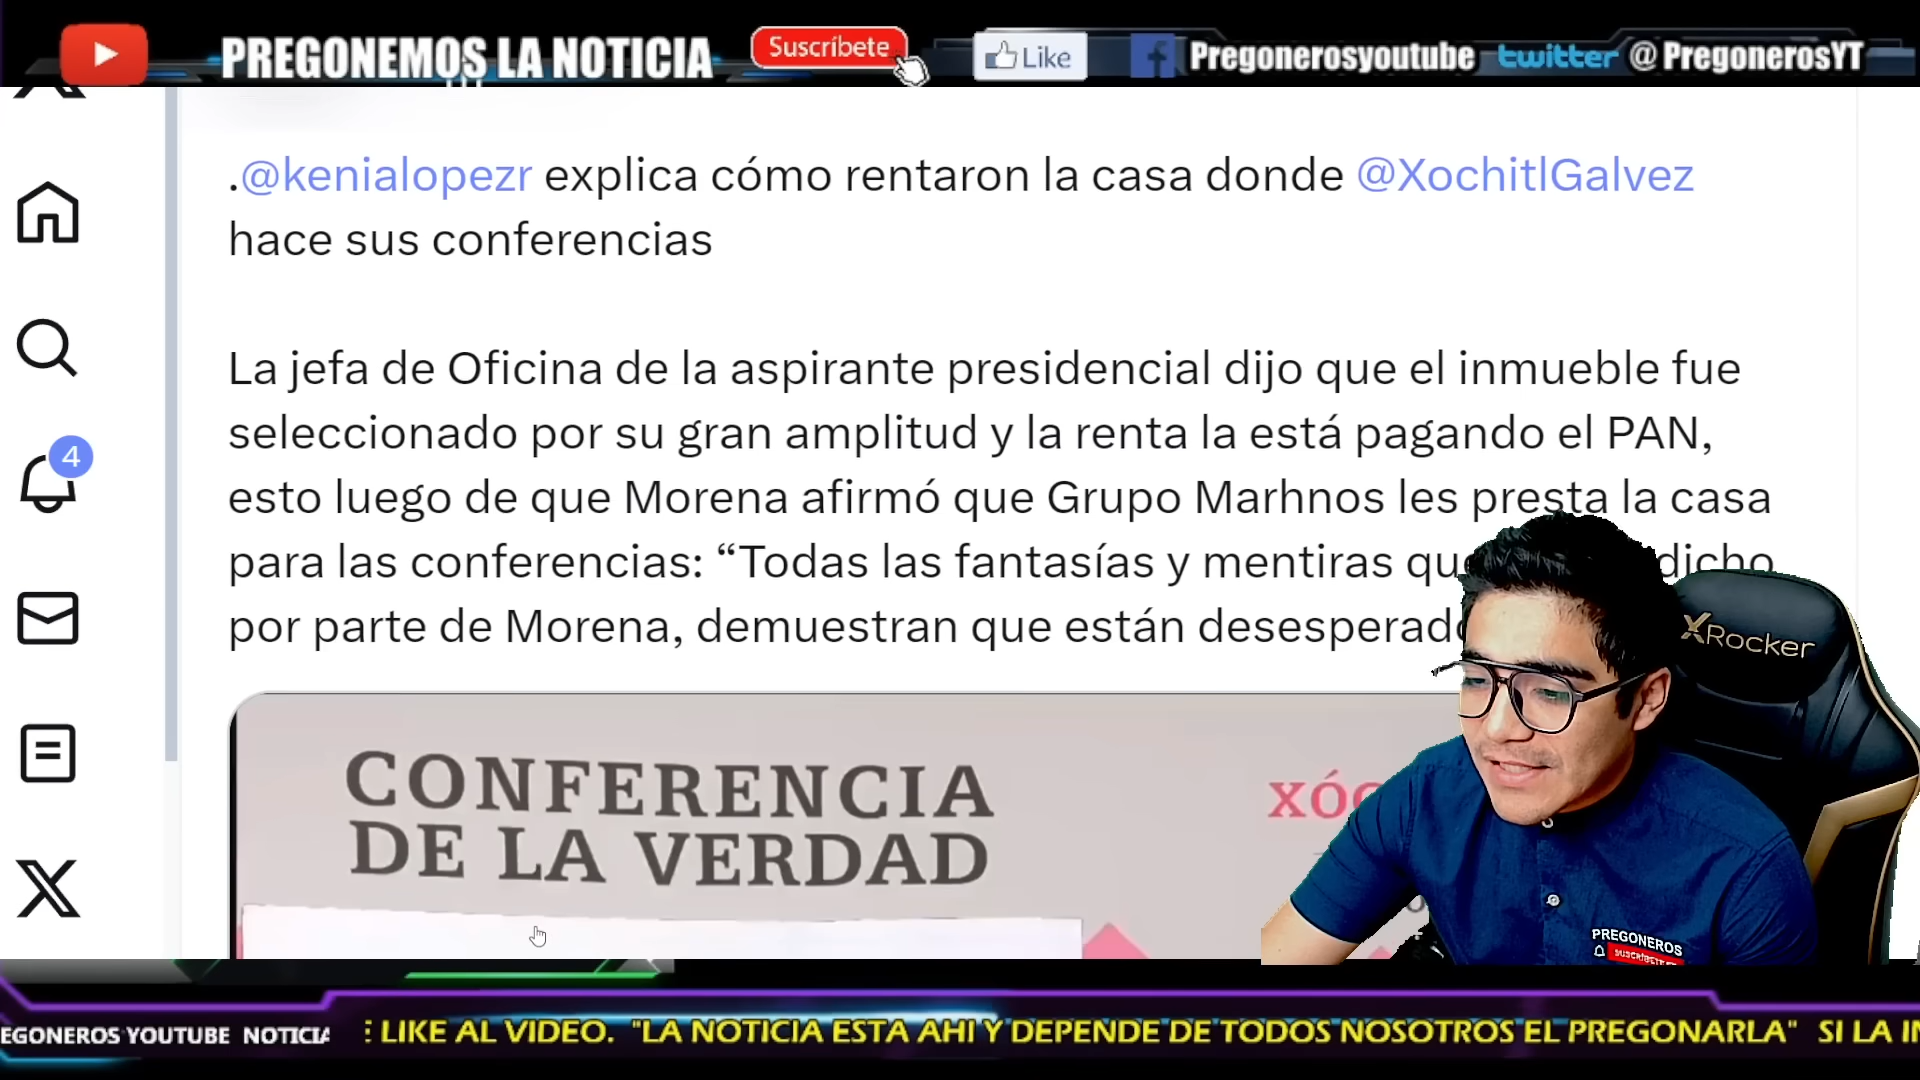 PREGONEMOS LA NOTICIA
Suscríbete
Like
Pregonerosyoutube
twitter @PregonerosYT
.@kenialopezr explica cómo rentaron la casa donde @XochitlGalvez
hace sus conferencias
La jefa de Oficina de la aspirante presidencial dijo que el inmueble fue
seleccionado por su gran amplitud y la renta la está pagando el PAN,
esto luego de que Morena afirmó que Grupo Marhnos les presta la casa
para las conferencias: “Todas las fantasías y mentiras dicho
por parte de Morena, demuestran que están
4
CONFERENCIA
DE LA VERDAD
XRocker
PREGONEROS
EGONEROS YOUTUBE NOTICIA
LIKE AL VIDEO. "LA NOTICIA ESTA AHI Y DEPENDE DE TODOS NOSOTROS EL PREGONARLA" SI LA